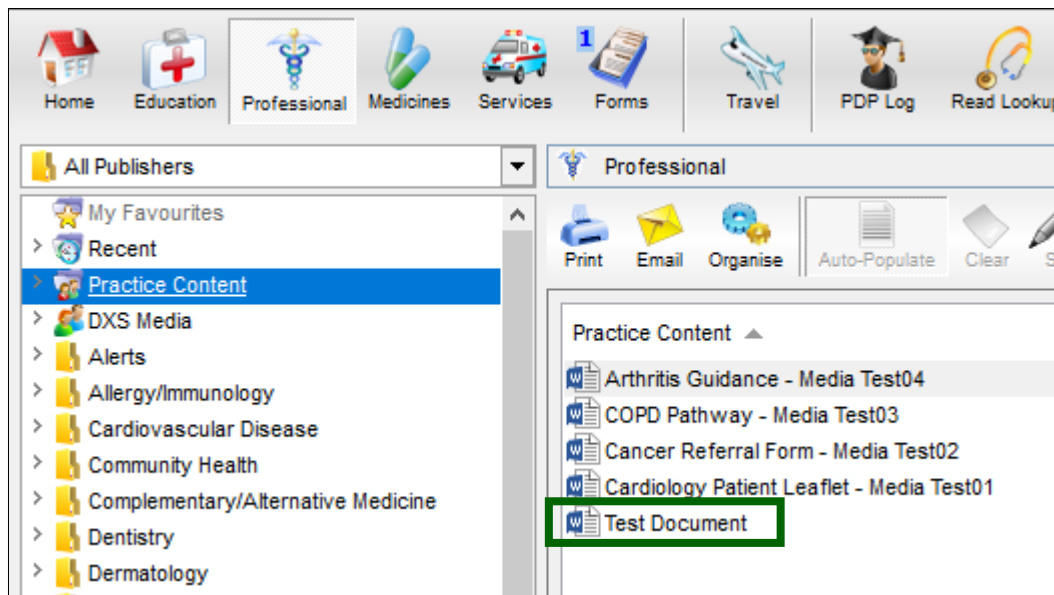 1
Home Education Professional Medicines Services Forms Travel PDP Log Read Lookup
All Publishers
My Favourites
Recent
Practice Content
DXS Media
Alerts
Allergy/Immunology
Cardiovascular Disease
Community Health
Complementary/Alternative Medicine
Dentistry
Dermatology
Professional
Print Email Organise Auto-Populate Clear S
Practice Content
Arthritis Guidance - Media Test04
COPD Pathway - Media Test03
Cancer Referral Form - Media Test02
Cardiology Patient Leaflet - Media Test01
Test Document